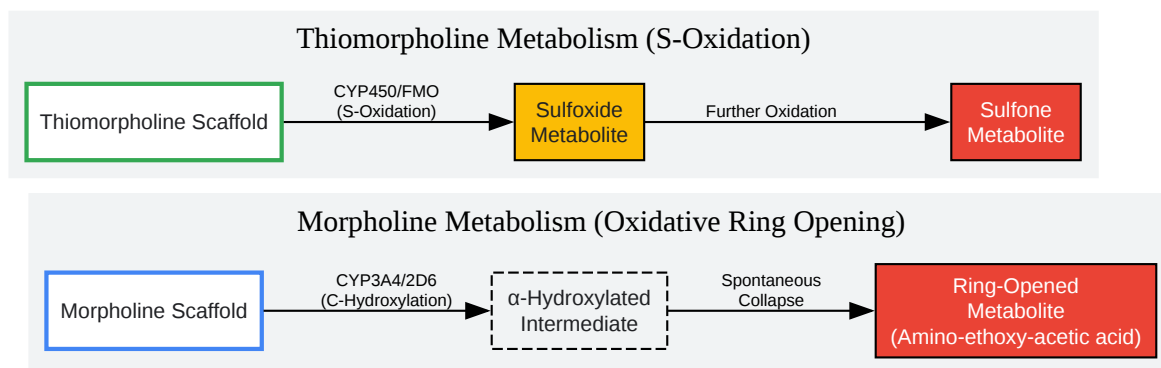 Thiomorpholine Metabolism (S-Oxidation)
Thiomorpholine Scaffold
CYP450/FMO
(S-Oxidation)
Sulfoxide
Metabolite
Further Oxidation
Sulfone
Metabolite
Morpholine Metabolism (Oxidative Ring Opening)
Morpholine Scaffold
CYP3A4/2D6
(C-Hydroxylation)
α-Hydroxylated
Intermediate
Spontaneous
Collapse
Ring-Opened
Metabolite
(Amino-ethoxy-acetic acid)